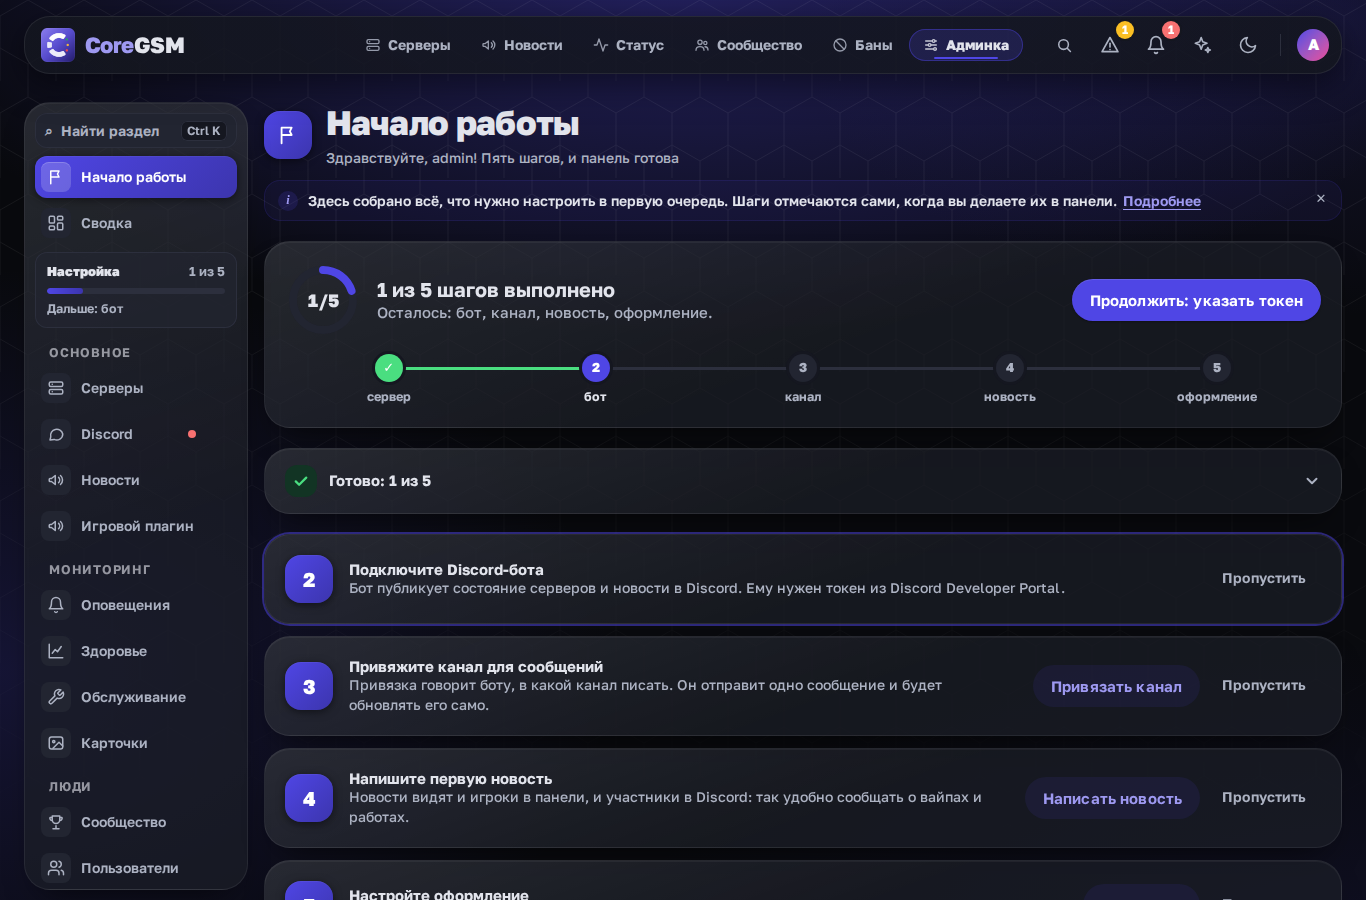 CoreGSM
Серверы
Новости
Статус
Сообщество
Баны
Админка
1
1
A
Найти раздел
Ctrl K
Начало работы
Сводка
Настройка
1 из 5
Дальше: бот
ОСНОВНОЕ
Серверы
Discord
Новости
Игровой плагин
МОНИТОРИНГ
Оповещения
Здоровье
Обслуживание
Карточки
ЛЮДИ
Сообщество
Пользователи
Начало работы
Здравствуйте, admin! Пять шагов, и панель готова
i
Здесь собрано всё, что нужно настроить в первую очередь. Шаги отмечаются сами, когда вы делаете их в панели. Подробнее
1/5
1 из 5 шагов выполнено
Осталось: бот, канал, новость, оформление.
Продолжить: указать токен
2
3
4
5
сервер
бот
канал
новость
оформление
Готово: 1 из 5
2
Подключите Discord-бота
Бот публикует состояние серверов и новости в Discord. Ему нужен токен из Discord Developer Portal.
Пропустить
3
Привяжите канал для сообщений
Привязка говорит боту, в какой канал писать. Он отправит одно сообщение и будет
обновлять его само.
Привязать канал
Пропустить
4
Напишите первую новость
Новости видят и игроки в панели, и участники в Discord: так удобно сообщать о вайпах и
работах.
Написать новость
Пропустить
Настройте оформление